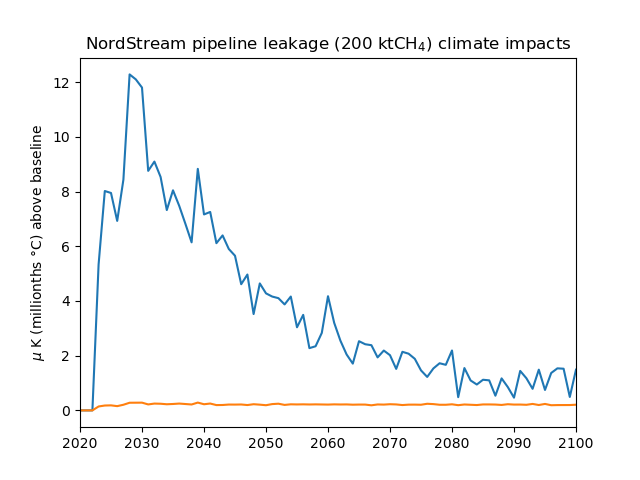 NordStream pipeline leakage (200 ktCH₄) climate impacts
μ K (millionths °C) above baseline
12
10
8
6
4
2
0
2020 2030 2040 2050 2060 2070 2080 2090 2100